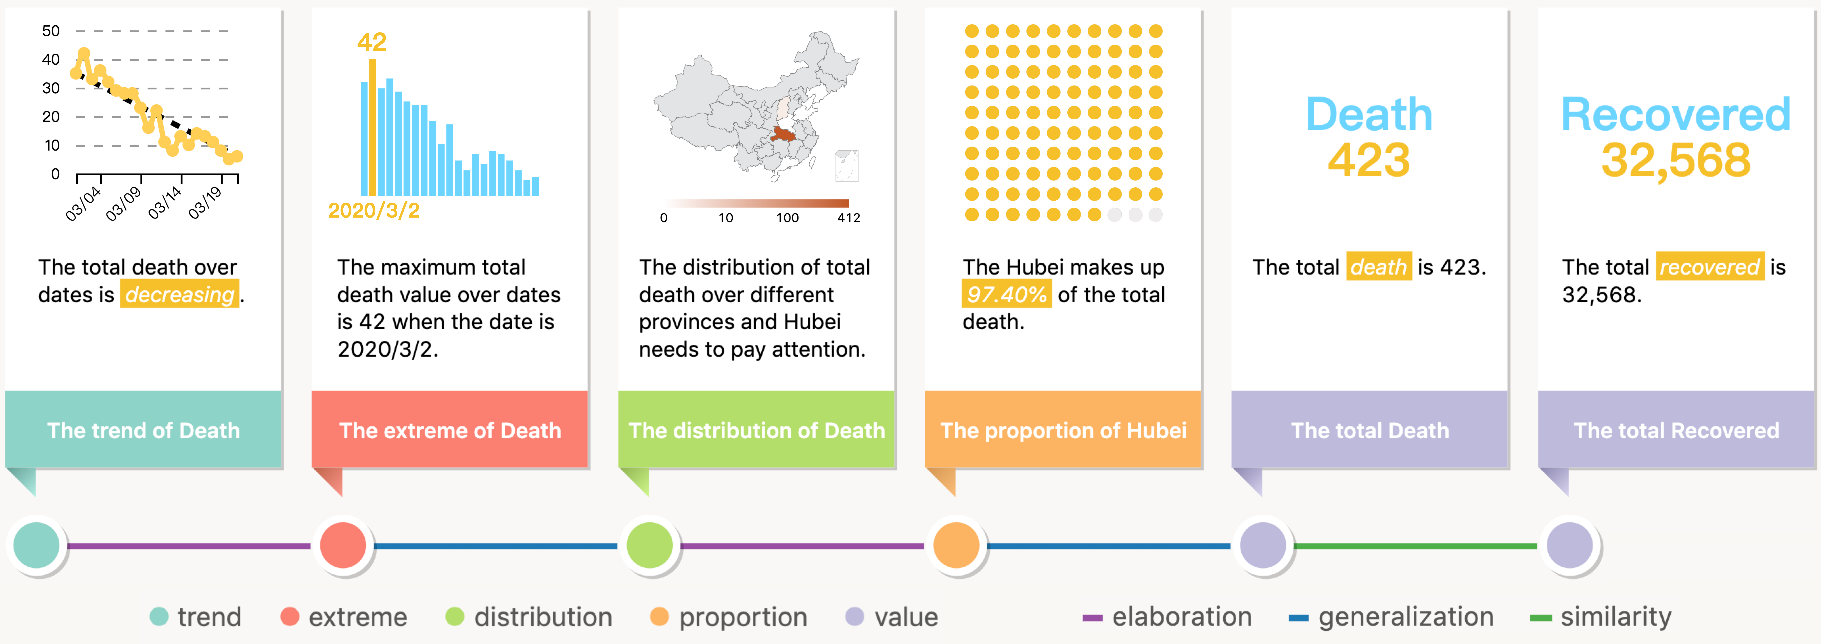 50
40
30
20
10
0
03/04
03/09
03/14
03/19
The total death over
dates is decreasing.
The trend of Death
42
2020/3/2
The maximum total
death value over dates
is 42 when the date is
2020/3/2.
The extreme of Death
0 10 100 412
The distribution of total
death over different
provinces and Hubei
needs to pay attention.
The distribution of Death
The Hubei makes up
97.40% of the total
death.
The proportion of Hubei
Death
423
The total death is 423.
The total Death
Recovered
32,568
The total recovered is
32,568.
The total Recovered
trend extreme distribution proportion value elaboration generalization similarity